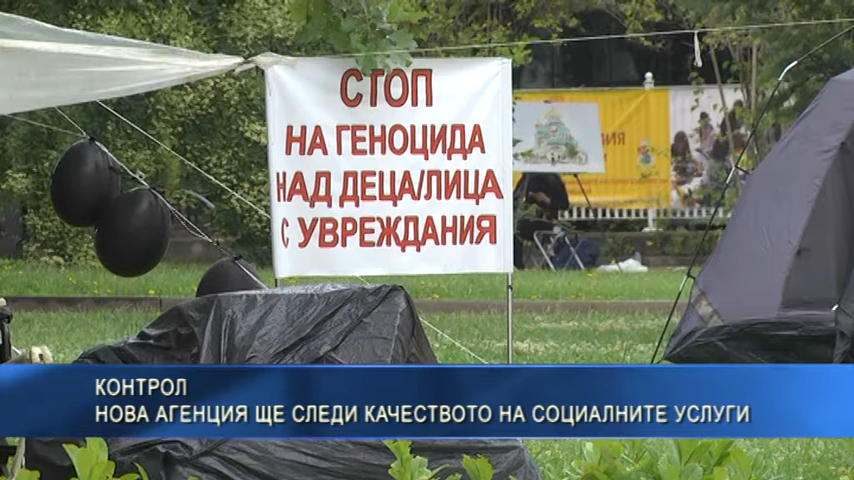 СТОП
НА ГЕНОЦИДА
НАД ДЕЦА/ЛИЦА
С УВРЕЖДАНИЯ
КОНТРОЛ
НОВА АГЕНЦИЯ ЩЕ СЛЕДИ КАЧЕСТВОТО НА СОЦИАЛНИТЕ УСЛУГИ